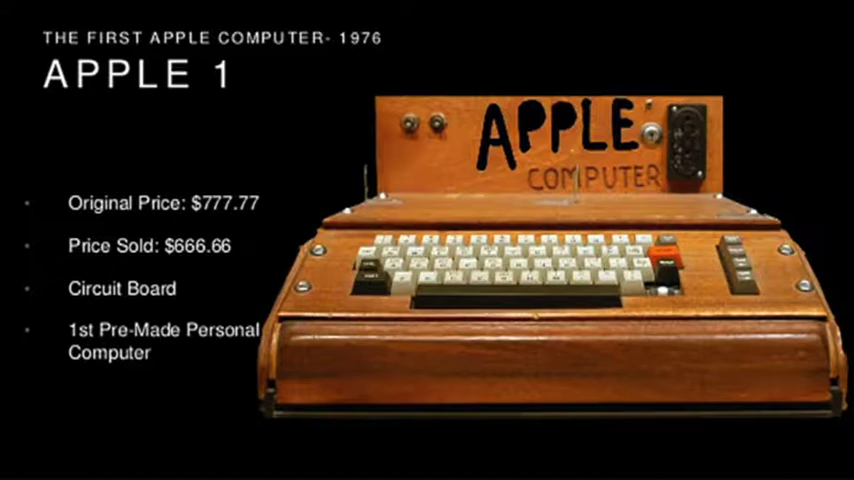 THE FIRST APPLE COMPUTER- 1976
APPLE 1
Original Price: $777.77
Price Sold: $666.66
Circuit Board
1st Pre-Made Personal
Computer
APPLE
COMPUTER